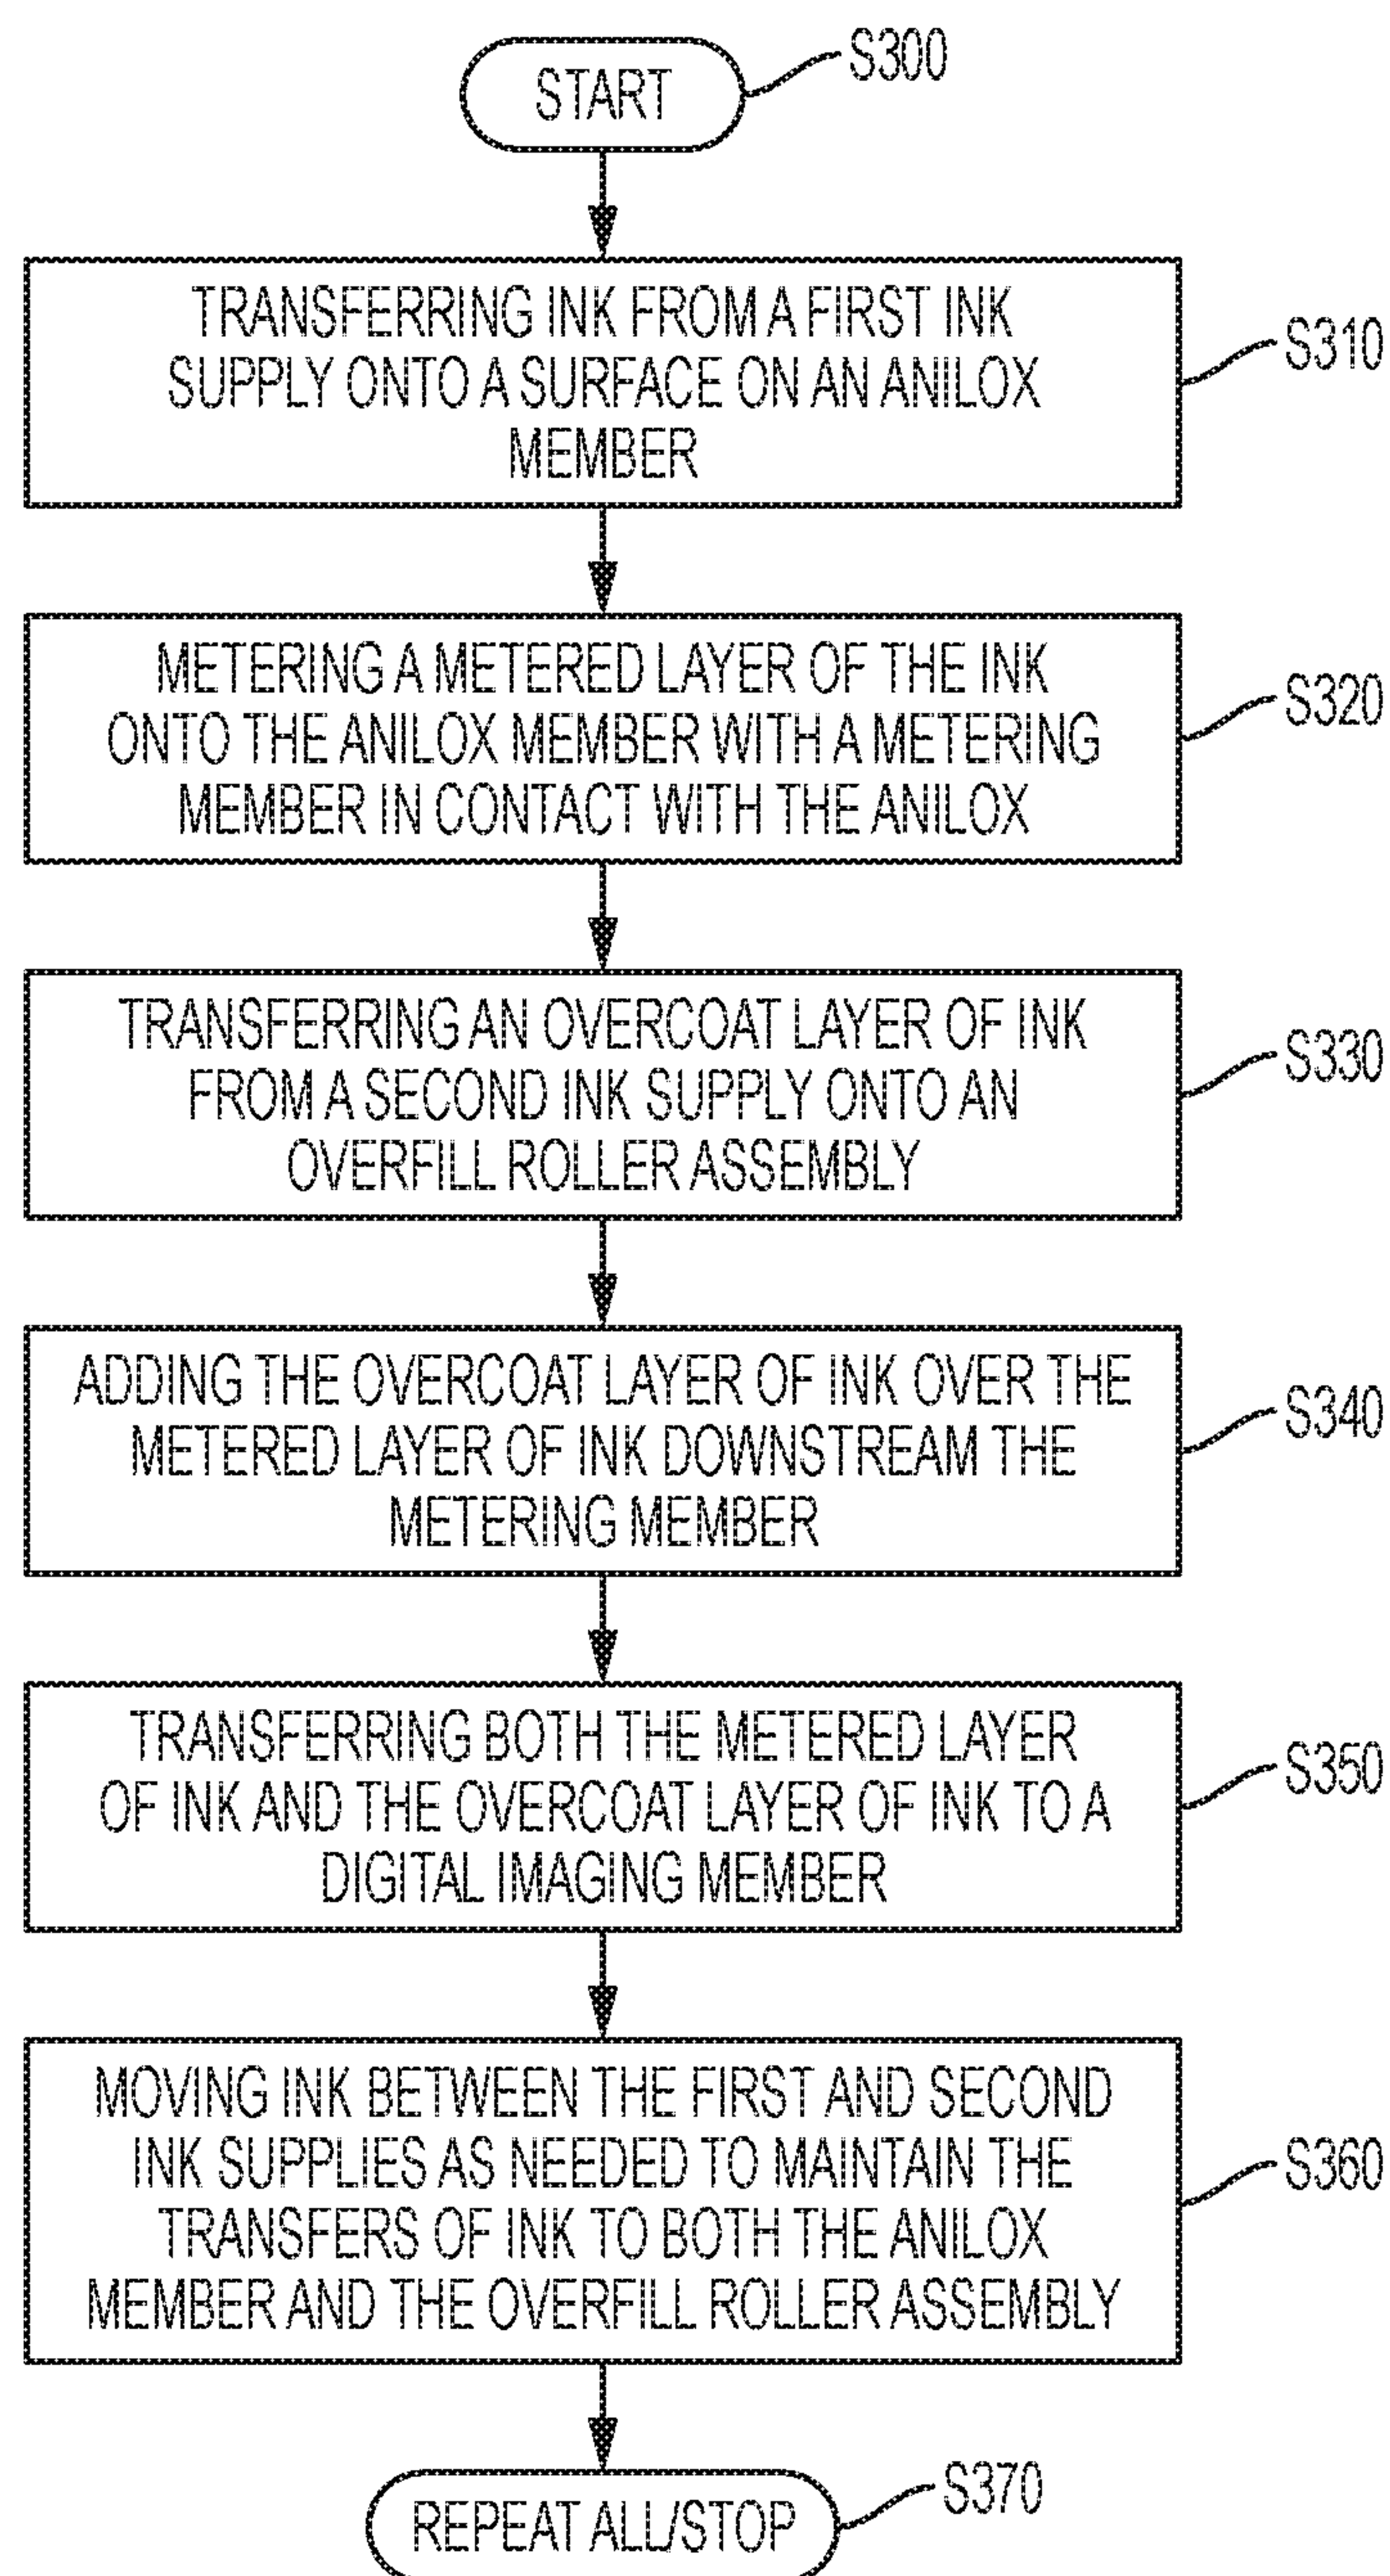 START
S300
TRANSFERRING INK FROM A FIRST INK
SUPPLY ONTO A SURFACE ON AN ANILOX
MEMBER
S310
METERING A METERED LAYER OF THE INK
ONTO THE ANILOX MEMBER WITH A METERING
MEMBER IN CONTACT WITH THE ANILOX
S320
TRANSFERRING AN OVERCOAT LAYER OF INK
FROM A SECOND INK SUPPLY ONTO AN
OVERFILL ROLLER ASSEMBLY
S330
ADDING THE OVERCOAT LAYER OF INK OVER THE
METERED LAYER OF INK DOWNSTREAM THE
METERING MEMBER
S340
TRANSFERRING BOTH THE METERED LAYER
OF INK AND THE OVERCOAT LAYER OF INK TO A
DIGITAL IMAGING MEMBER
S350
MOVING INK BETWEEN THE FIRST AND SECOND
INK SUPPLIES AS NEEDED TO MAINTAIN THE
TRANSFERS OF INK TO BOTH THE ANILOX
MEMBER AND THE OVERFILL ROLLER ASSEMBLY
S360
REPEAT ALL/STOP
S370